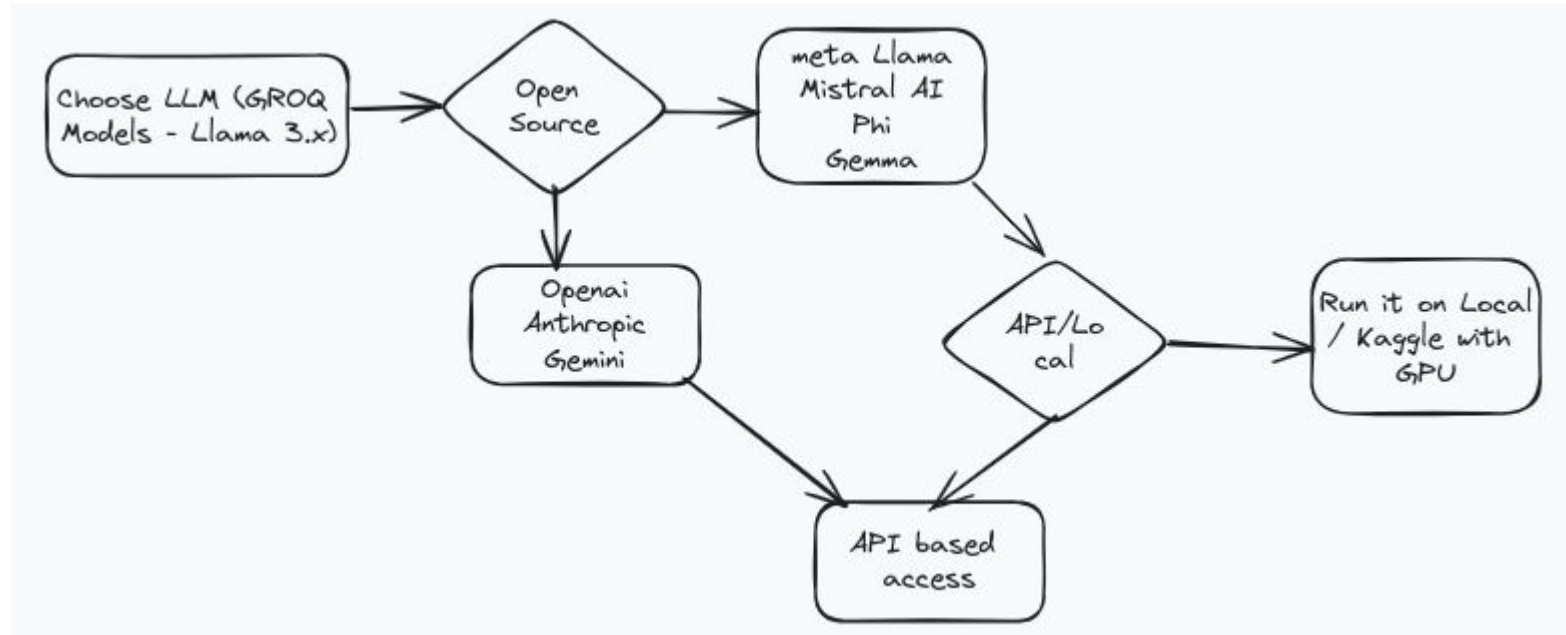 Choose LLM (GROQ
Models - Llama 3.x)
Open
Source
meta Llama
Mistral AI
Phi
Gemma
Openai
Anthropic
Gemini
API/Lo
cal
Run it on Local
/ Kaggle with
GPU
API based
access